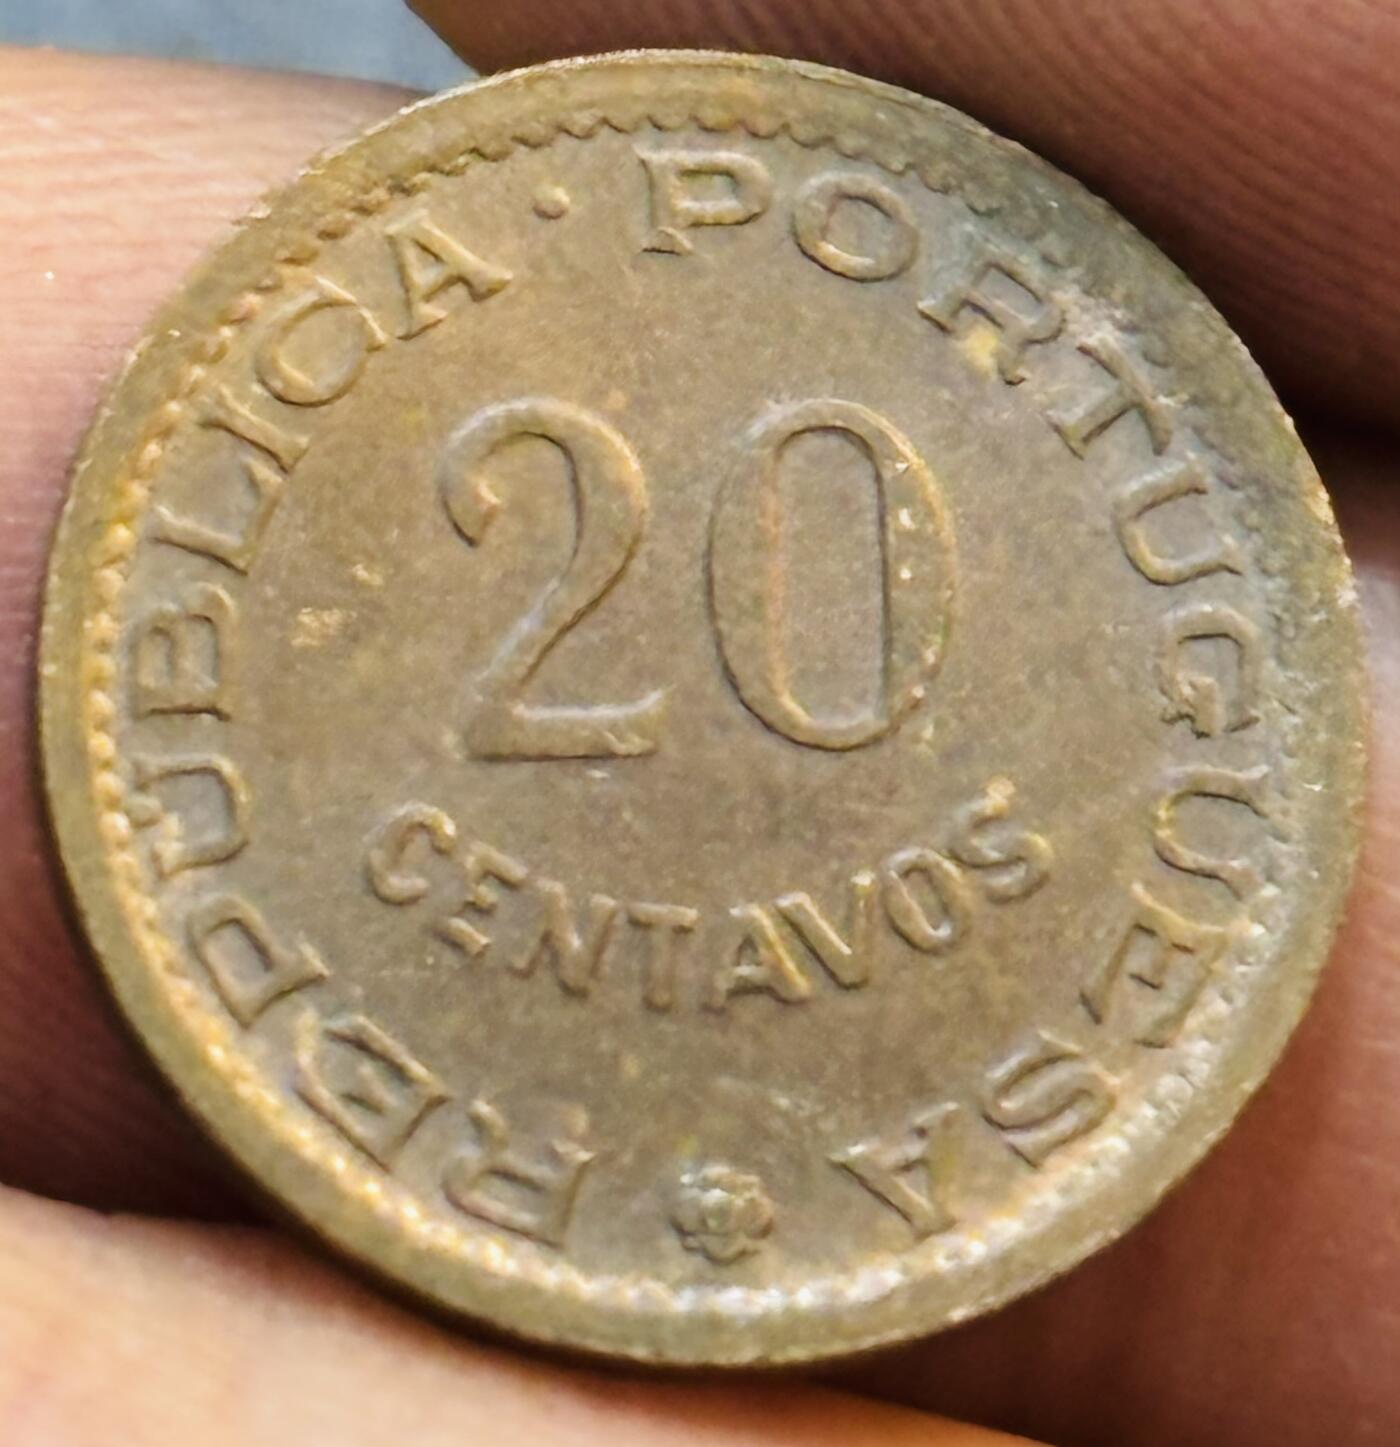 REPUBLICA · PORTUGUESA
20
CENTAVOS